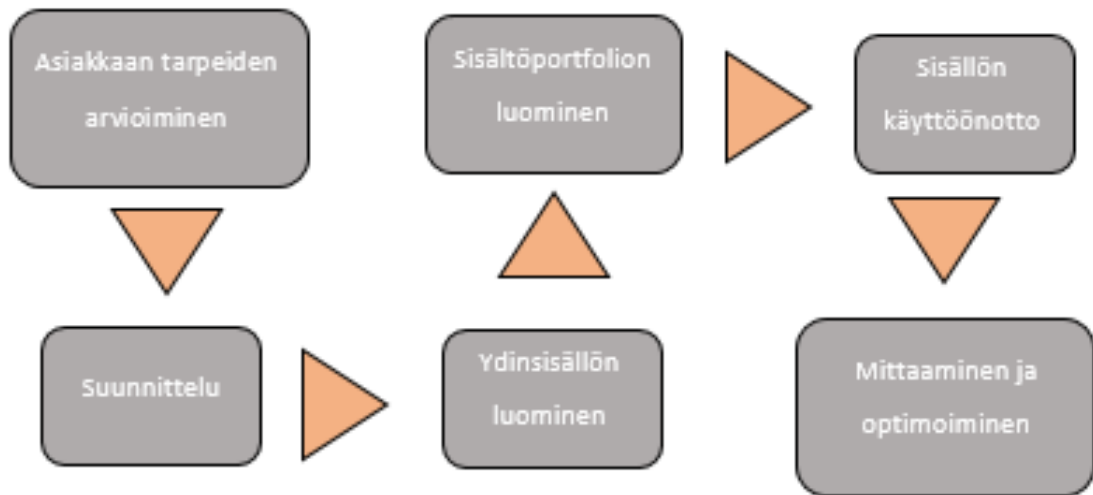 Asiakkaan tarpeiden
arvioiminen
Suunnittelu
Ydinsisällön
luominen
Sisältöportfolion
luominen
Sisällön
käyttöönotto
Mittaaminen ja
optimoiminen